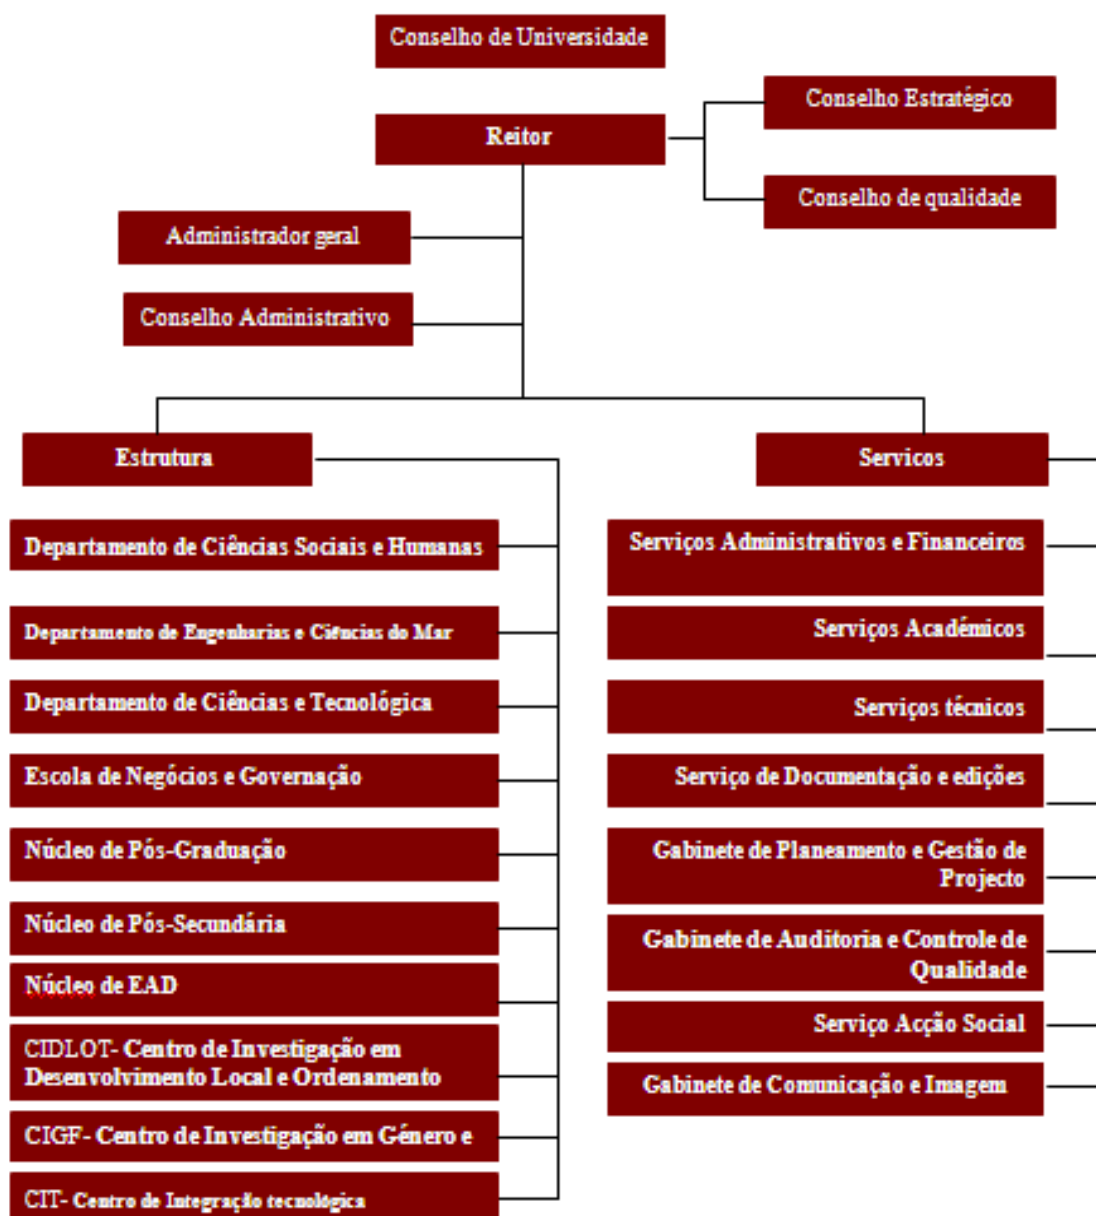 Conselho de Universidade
Conselho Estratégico
Reitor
Conselho de qualidade
Administrador geral
Conselho Administrativo
Estrutura
Servicos
Departamento de Ciências Sociais e Humanas
Departamento de Engenharias e Ciências do Mar
Departamento de Ciências e Tecnológica
Escola de Negócios e Governação
Núcleo de Pós-Graduação
Núcleo de Pós-Secundária
Núcleo de EAD
CIDLOT- Centro de Investigação em
Desenvolvimento Local e Ordenamento
CIGF- Centro de Investigação em Género e
CIT- Centro de Integração tecnológica
Serviços Administrativos e Financeiros
Serviços Académicos
Serviços técnicos
Serviço de Documentação e edições
Gabinete de Planeamento e Gestão de
Projecto
Gabinete de Auditoria e Controle de
Qualidade
Serviço Acção Social
Gabinete de Comunicação e Imagem